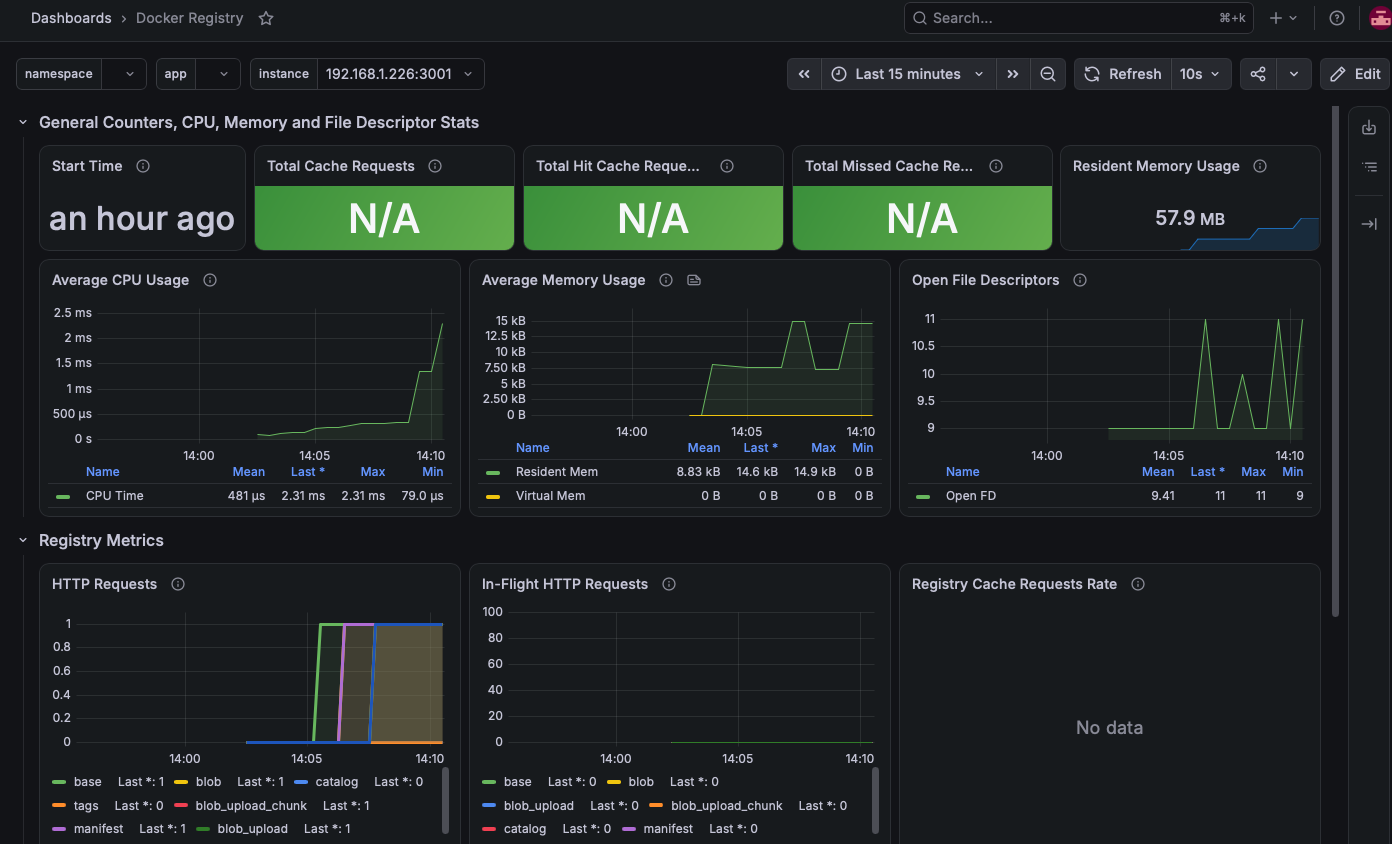 Dashboards › Docker Registry
Search... ⌘+k
namespace app instance 192.168.1.226:3001
Last 15 minutes Refresh 10s Edit
General Counters, CPU, Memory and File Descriptor Stats
Start Time
an hour ago
Total Cache Requests
N/A
Total Hit Cache Reque...
N/A
Total Missed Cache Re...
N/A
Resident Memory Usage
57.9 MB
Average CPU Usage
2.5 ms
2 ms
1.5 ms
1 ms
500 µs
0 s
14:00 14:05 14:10
Name Mean Last * Max Min
CPU Time 481 µs 2.31 ms 2.31 ms 79.0 µs
Average Memory Usage
15 kB
12.5 kB
10 kB
7.50 kB
5 kB
2.50 kB
0 B
14:00 14:05 14:10
Name Mean Last * Max Min
Resident Mem 8.83 kB 14.6 kB 14.9 kB 0 B
Virtual Mem 0 B 0 B 0 B 0 B
Open File Descriptors
11
10.5
10
9.5
9
14:00 14:05 14:10
Name Mean Last * Max Min
Open FD 9.41 11 11 9
Registry Metrics
HTTP Requests
1
0.8
0.6
0.4
0.2
0
14:00 14:05 14:10
base Last *: 1 blob Last *: 1 catalog Last *: 0
tags Last *: 0 blob_upload_chunk Last *: 1
manifest Last *: 1 blob_upload Last *: 1
In-Flight HTTP Requests
100
80
60
40
20
0
14:00 14:05 14:10
base Last *: 0 blob Last *: 0
blob_upload Last *: 0 blob_upload_chunk Last *: 0
catalog Last *: 0 manifest Last *: 0
Registry Cache Requests Rate
No data